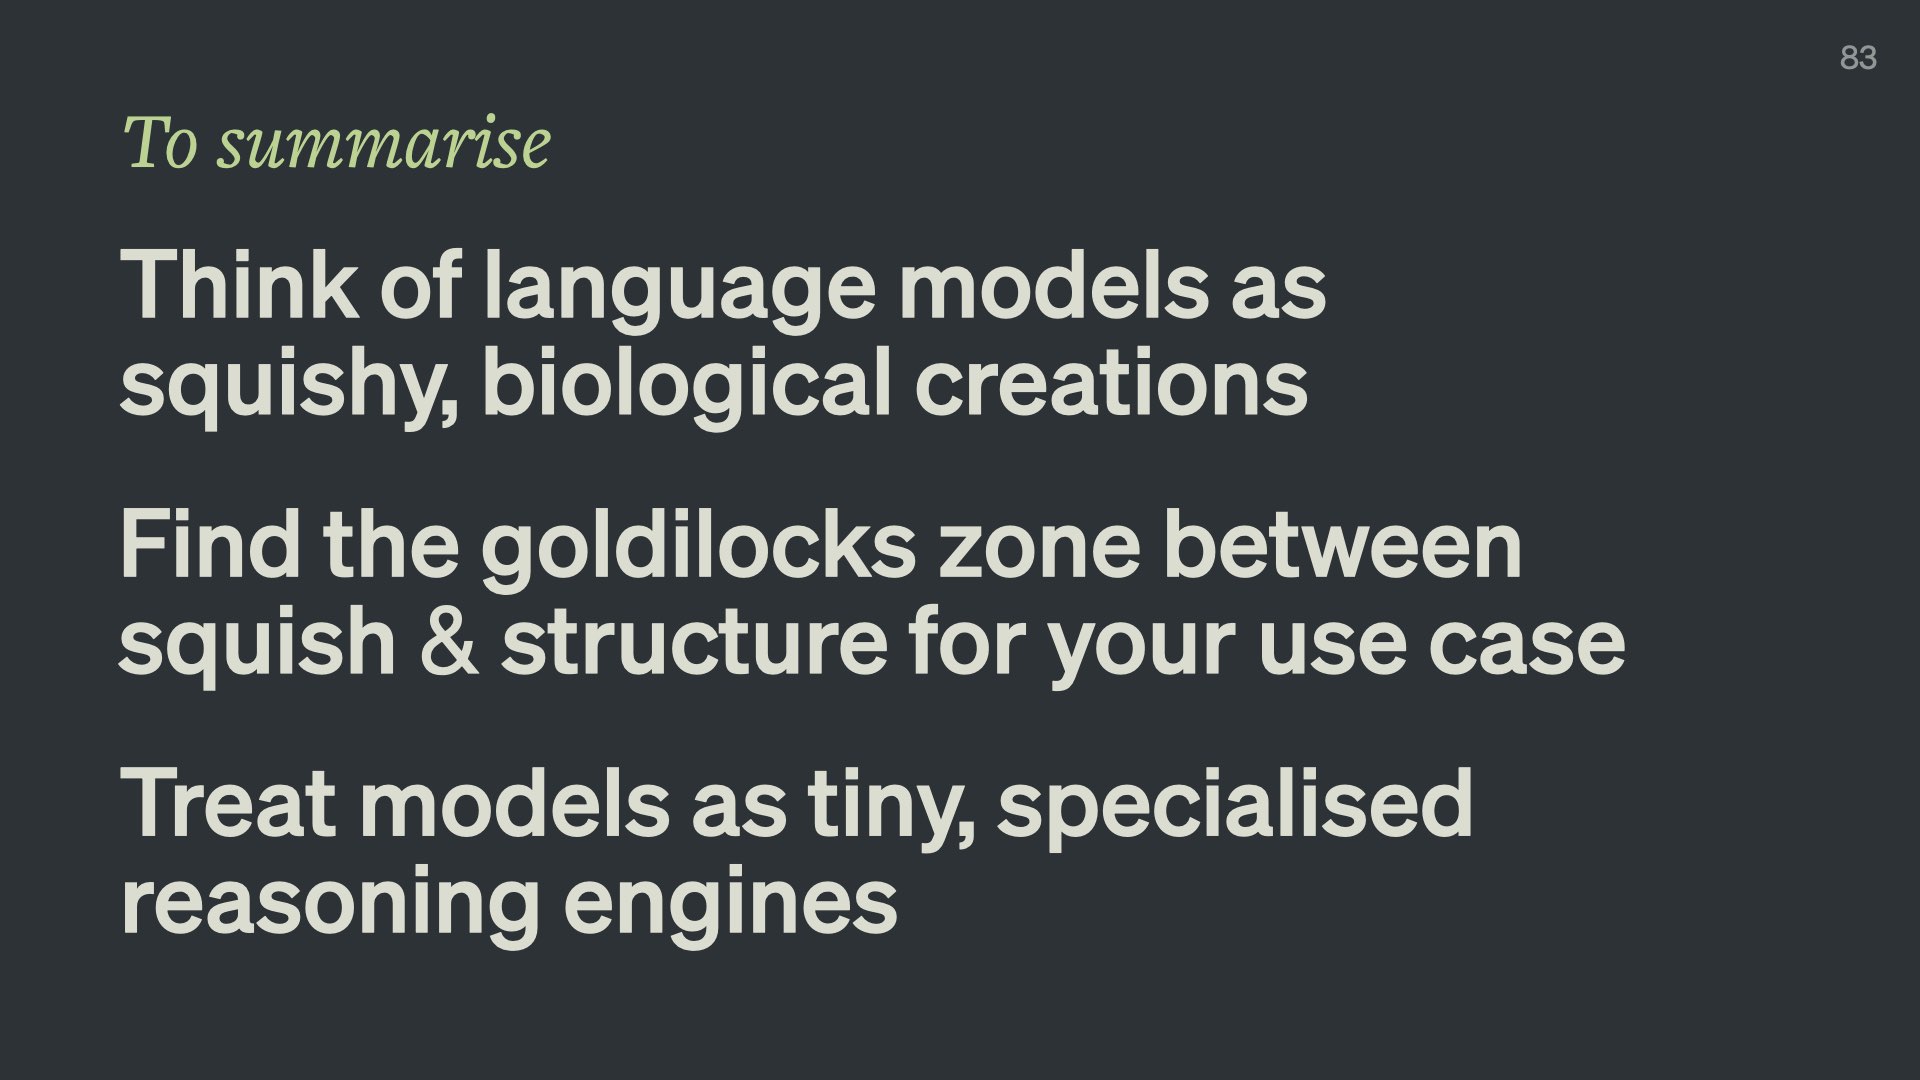 83
To summarise
Think of language models as
squishy, biological creations
Find the goldilocks zone between
squish & structure for your use case
Treat models as tiny, specialised
reasoning engines